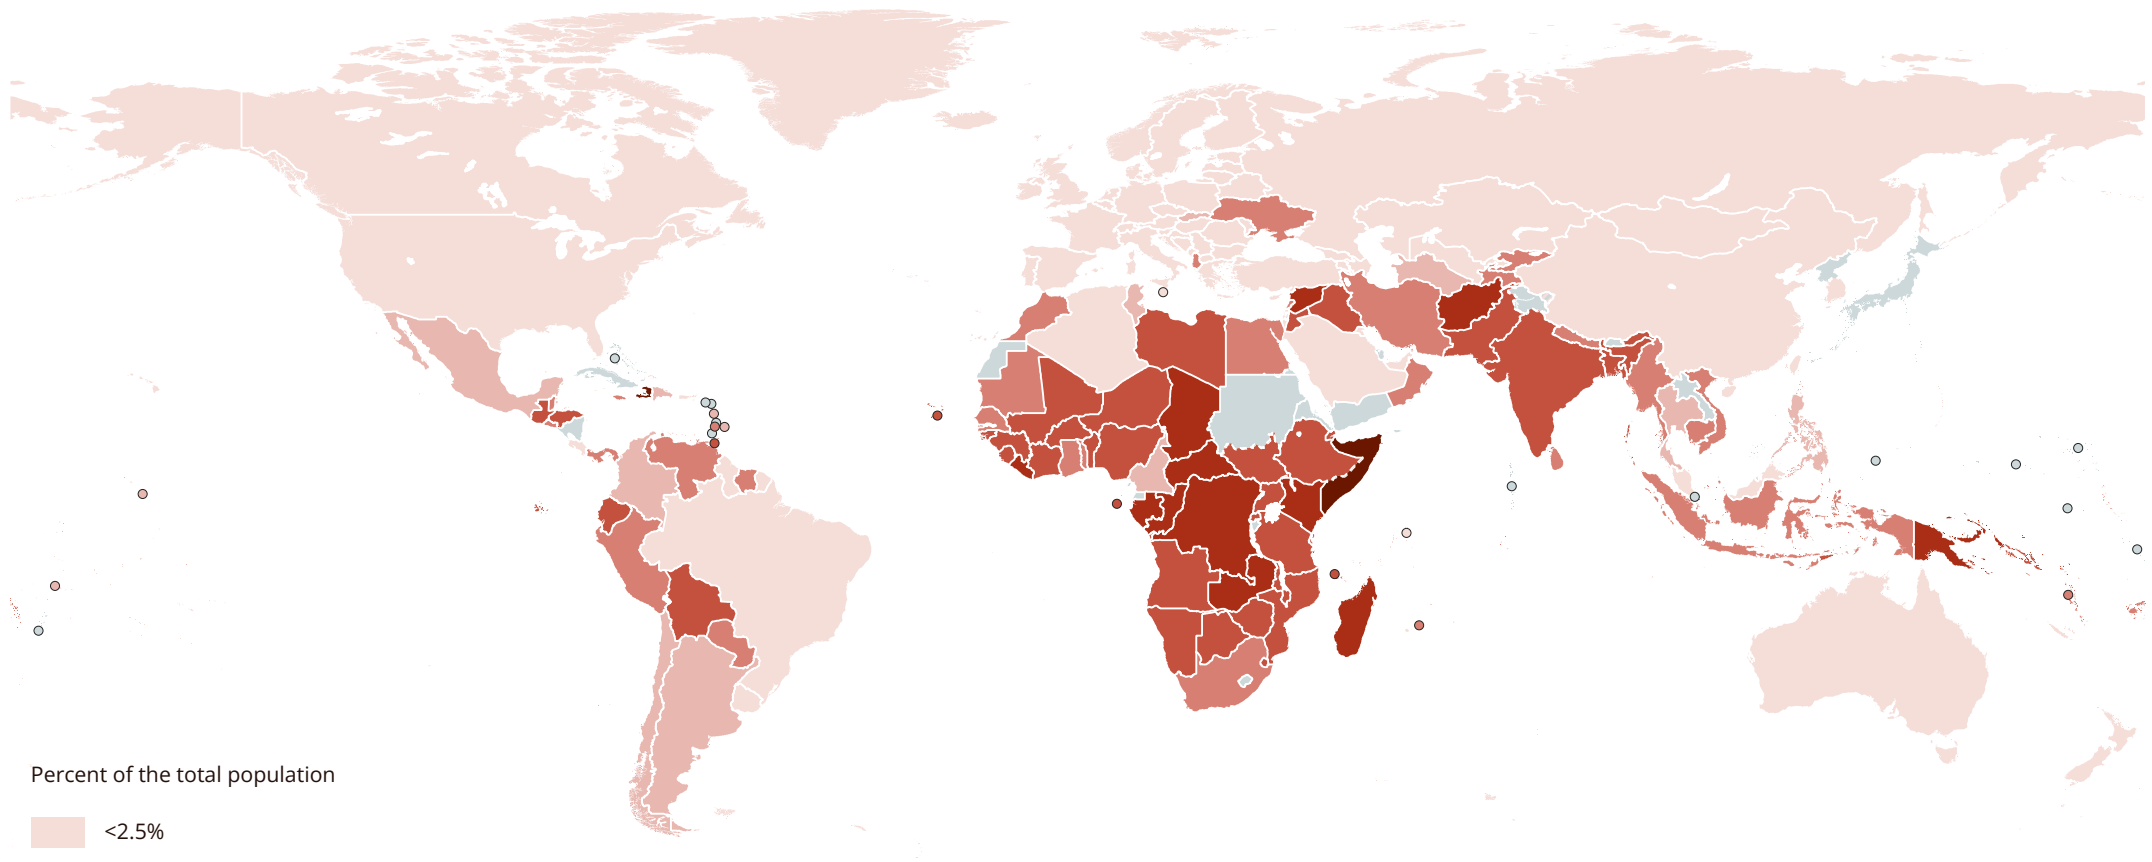 Percent of the total population
<2.5%